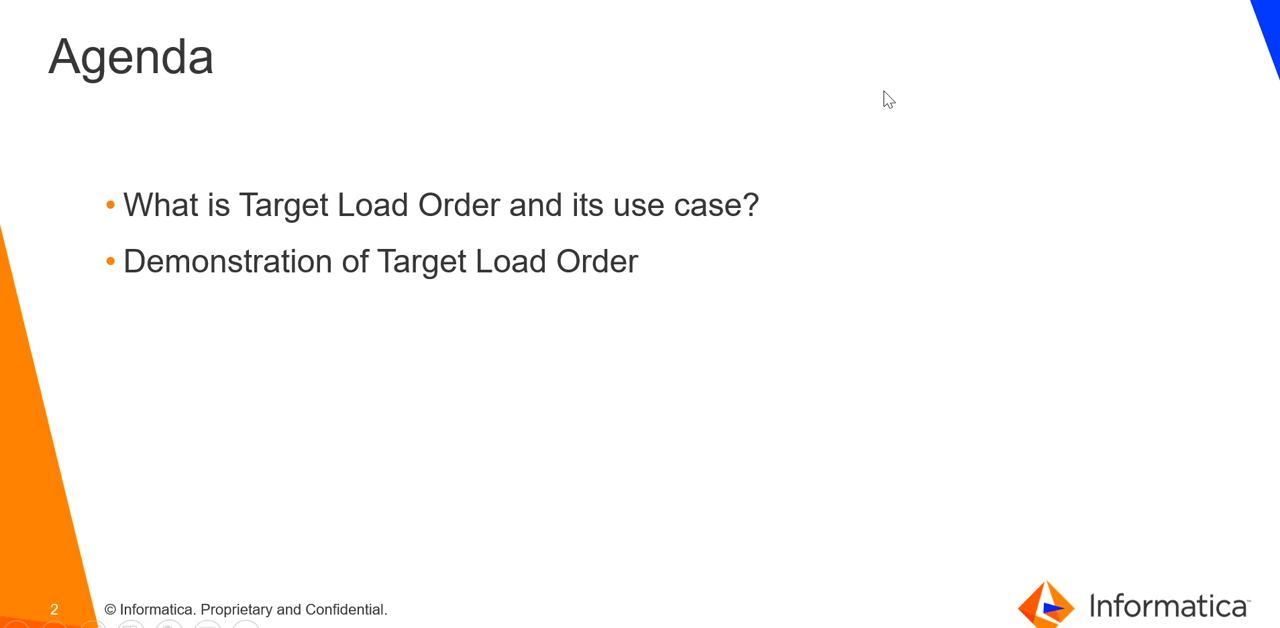 Agenda
• What is Target Load Order and its use case?
• Demonstration of Target Load Order
2 © Informatica. Proprietary and Confidential.
Informatica™